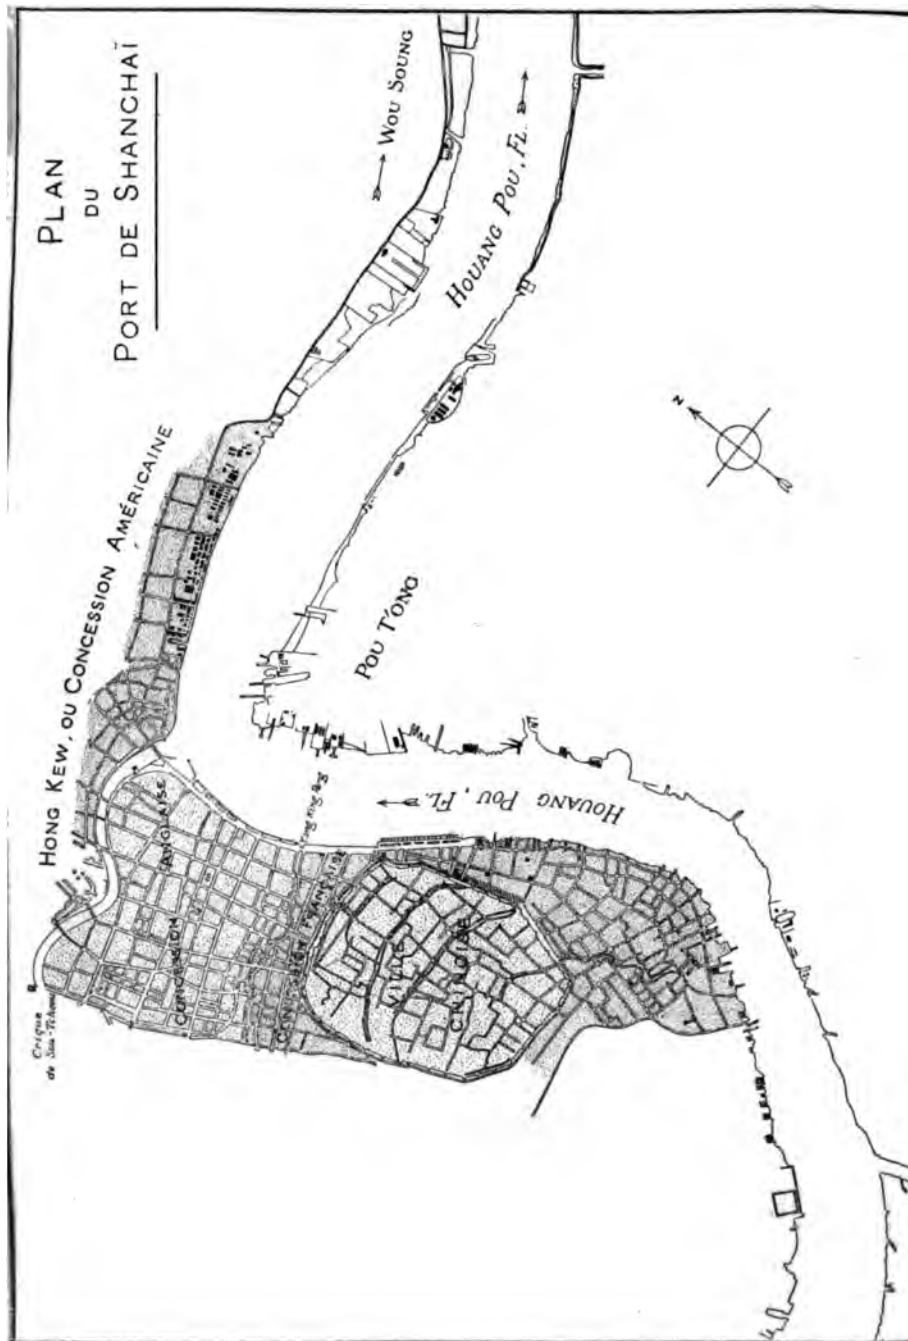 PLAN
DU
PORT DE SHANCHAÏ
WOU SOUNG
HOUANG POU, FL.
HONG KEW, OU CONCESSION AMÉRICAINE
N
POU T'ONG
HOUANG POU, FL.
CONCESSION ANGLAISE
CONCESSION FRANÇAISE
VILLE
CHINOISE
Crique
de Sou-Tcheou